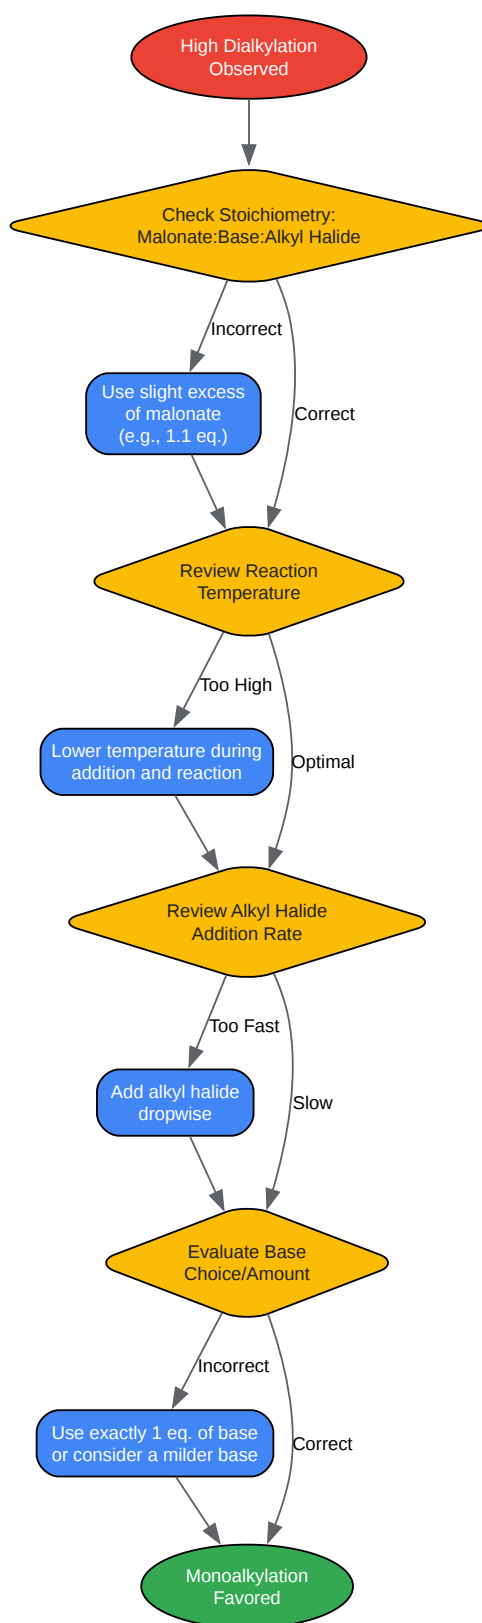 High Dialkylation
Observed
Check Stoichiometry:
Malonate:Base:Alkyl Halide
Incorrect
Use slight excess
of malonate
(e.g., 1.1 eq.)
Correct
Review Reaction
Temperature
Too High
Lower temperature during
addition and reaction
Optimal
Review Alkyl Halide
Addition Rate
Too Fast
Add alkyl halide
dropwise
Slow
Evaluate Base
Choice/Amount
Incorrect
Use exactly 1 eq. of base
or consider a milder base
Correct
Monoalkylation
Favored